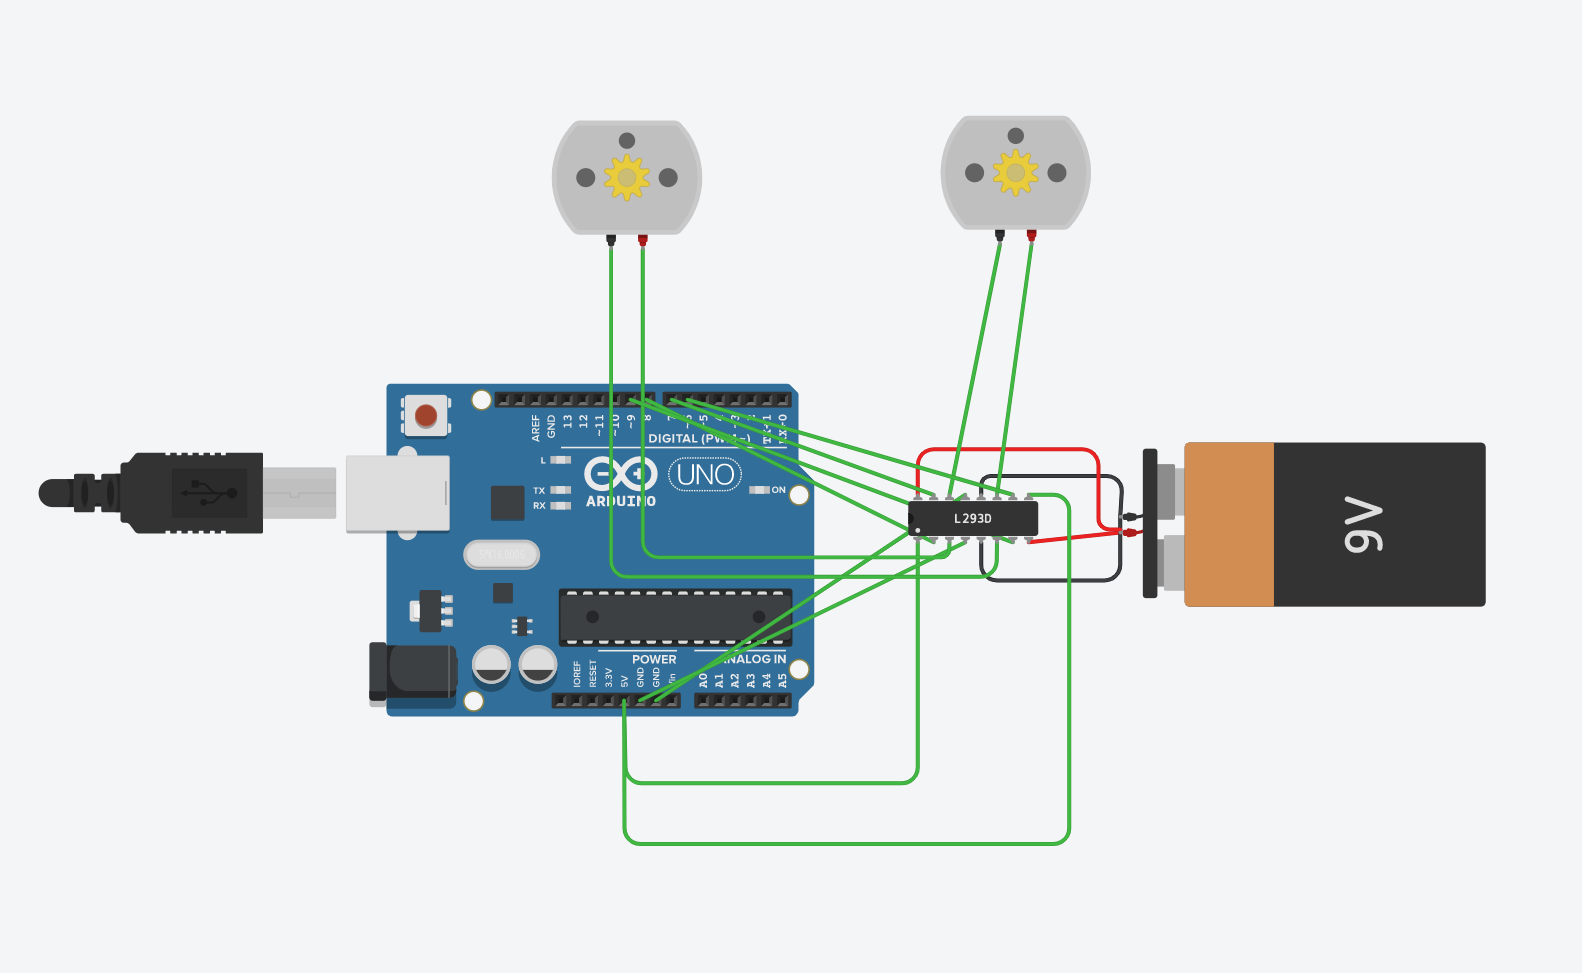 AREF
GND
13
12
~11
~10
~9
8
7
~6
~5
4
~3
2
TX→1
RX←0
DIGITAL (PWM~)
L
TX
RX
ARDUINO
UNO
ON
L293D
9V
POWER
ANALOG IN
IOREF
RESET
3.3V
5V
GND
GND
Vin
A0
A1
A2
A3
A4
A5